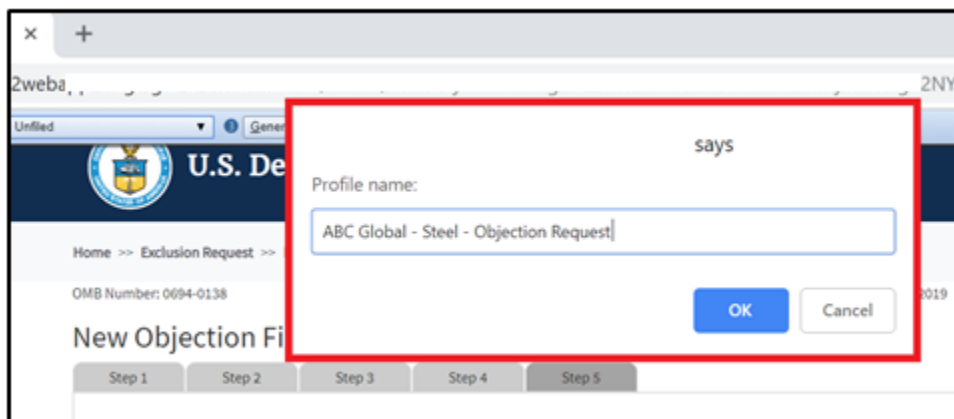 × +
2weba 2NY
Unfiled ▼ Gener
says
U.S. De
Profile name:
ABC Global - Steel - Objection Request
Home >> Exclusion Request >>
OMB Number: 0694-0138 2019
OK Cancel
New Objection Fi
Step 1 Step 2 Step 3 Step 4 Step 5